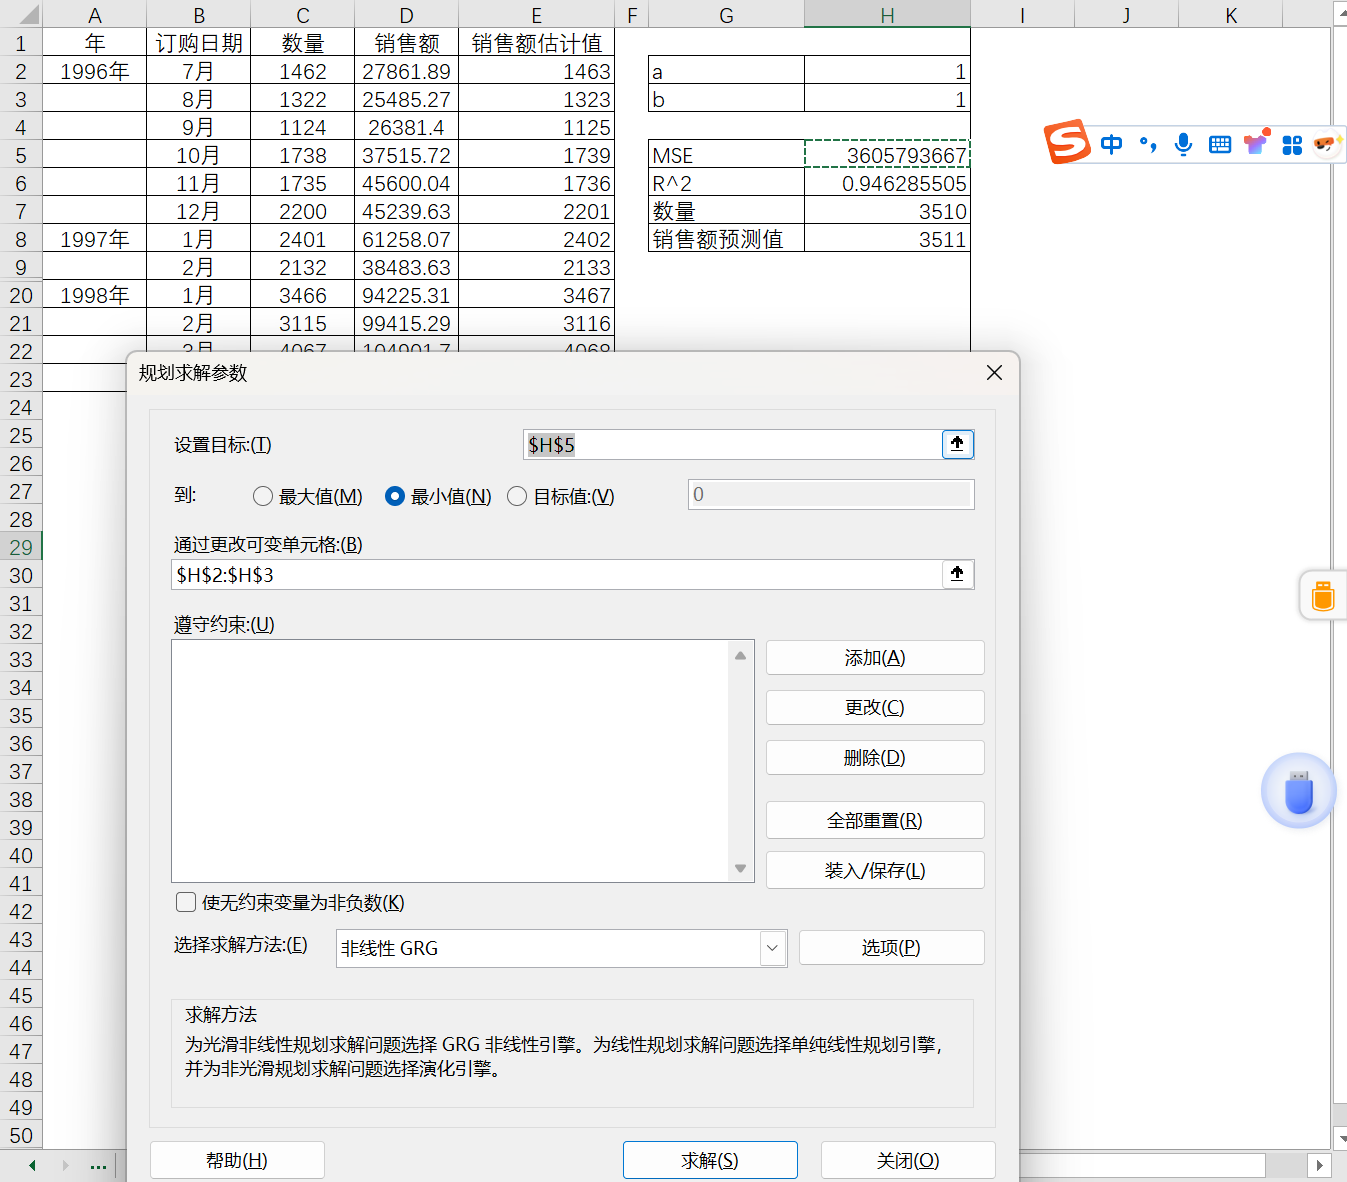 A B C D E F G H I J K
1 年 订购日期 数量 销售额 销售额估计值
2 1996年 7月 1462 27861.89 1463 a 1
3 8月 1322 25485.27 1323 b 1
4 9月 1124 26381.4 1125
5 10月 1738 37515.72 1739 MSE 3605793667
6 11月 1735 45600.04 1736 R^2 0.946285505
7 12月 2200 45239.63 2201 数量 3510
8 1997年 1月 2401 61258.07 2402 销售额预测值 3511
9 2月 2132 38483.63 2133
20 1998年 1月 3466 94225.31 3467
21 2月 3115 99415.29 3116
22 3月 4067 104901.7 4068
23
24
25
26
27
28
29
30
31
32
33
34
35
36
37
38
39
40
41
42
43
44
45
46
47
48
49
50
S 中
规划求解参数
设置目标:(T) $H$5
到: 最大值(M) 最小值(N) 目标值:(V) 0
通过更改可变单元格:(B)
$H$2:$H$3
遵守约束:(U)
添加(A)
更改(C)
删除(D)
全部重置(R)
装入/保存(L)
使无约束变量为非负数(K)
选择求解方法:(E) 非线性 GRG 选项(P)
求解方法
为光滑非线性规划求解问题选择 GRG 非线性引擎。为线性规划求解问题选择单纯线性规划引擎，
并为非光滑规划求解问题选择演化引擎。
帮助(H) 求解(S) 关闭(O)
...